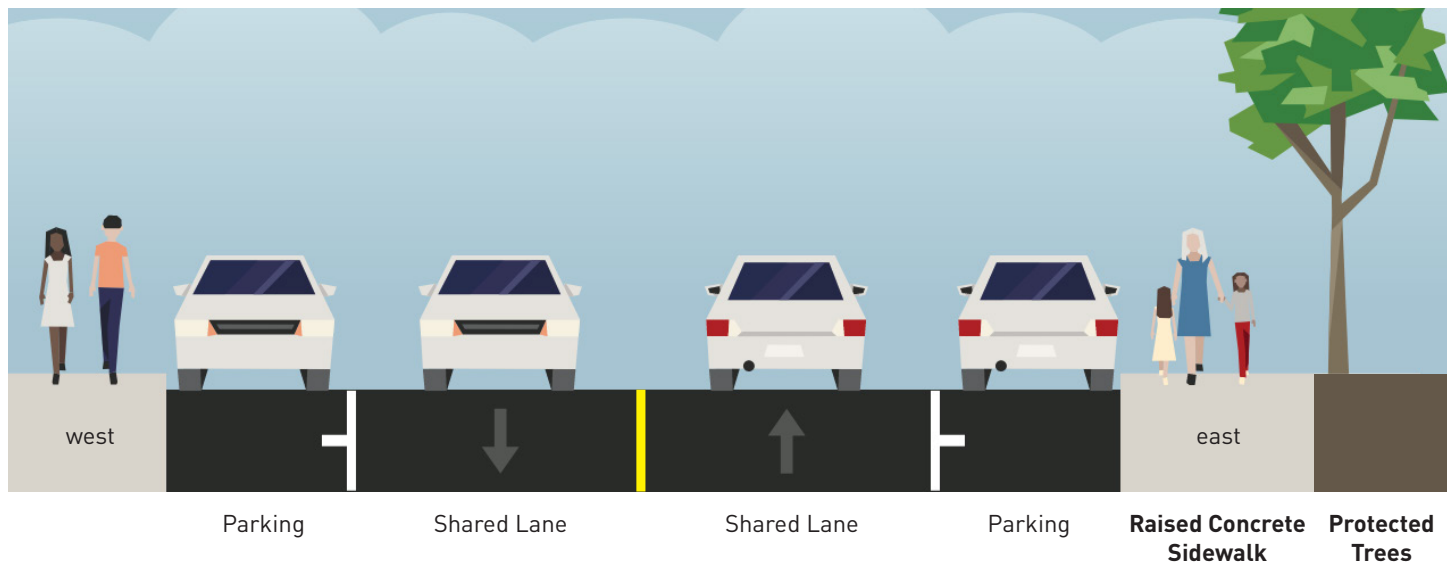 west
east
Parking
Shared Lane
Shared Lane
Parking
Raised Concrete
Sidewalk
Protected
Trees